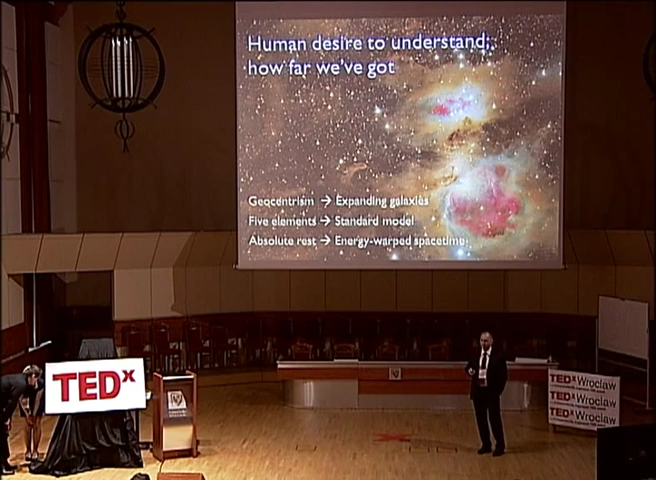 Human desire to understand;
how far we've got
Geocentrism → Expanding galaxies
Five elements → Standard model
Absolute rest → Energy-warped spacetime
TEDx
TEDxWroclaw
TEDxWroclaw
TEDxWroclaw